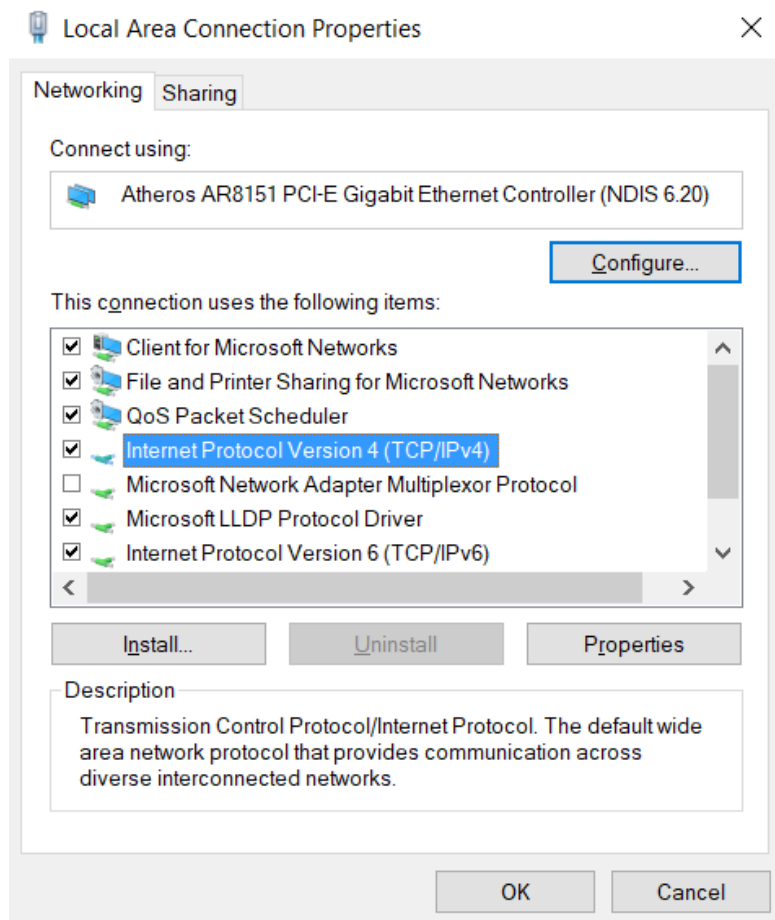 Local Area Connection Properties
Networking
Sharing
Connect using:
Atheros AR8151 PCI-E Gigabit Ethernet Controller (NDIS 6.20)
Configure...
This connection uses the following items:
Client for Microsoft Networks
File and Printer Sharing for Microsoft Networks
QoS Packet Scheduler
Internet Protocol Version 4 (TCP/IPv4)
Microsoft Network Adapter Multiplexor Protocol
Microsoft LLDP Protocol Driver
Internet Protocol Version 6 (TCP/IPv6)
Install...
Uninstall
Properties
Description
Transmission Control Protocol/Internet Protocol. The default wide
area network protocol that provides communication across
diverse interconnected networks.
OK
Cancel